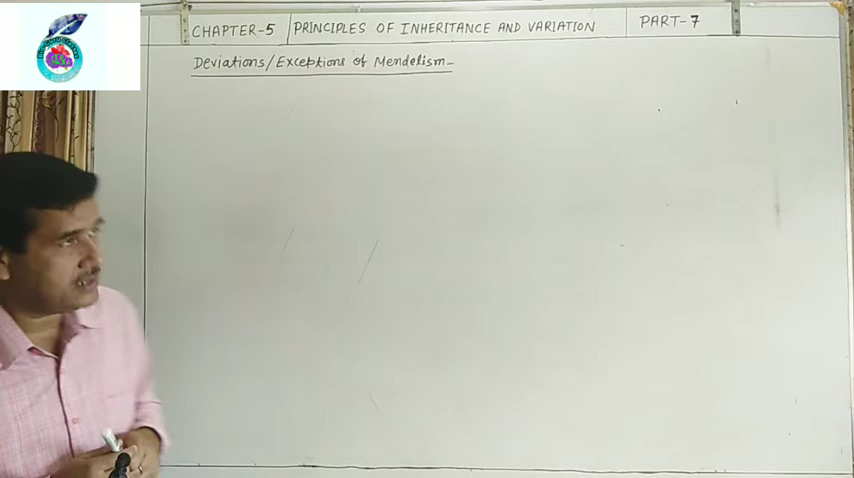 CHAPTER-5 PRINCIPLES OF INHERITANCE AND VARIATION PART-7
Deviations/Exceptions of Mendelism-